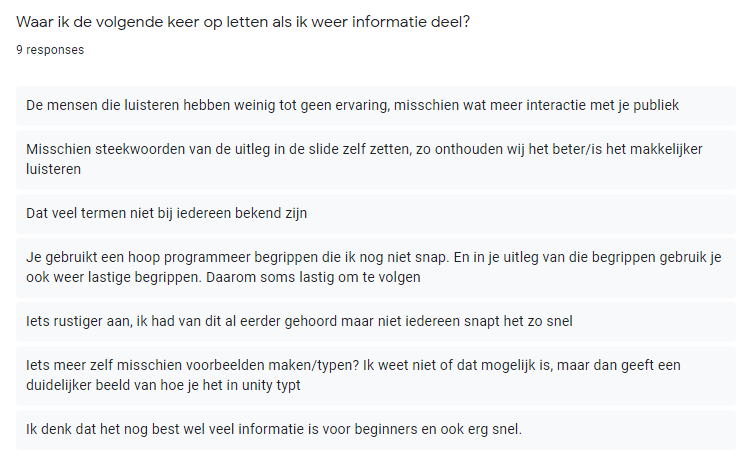 Waar ik de volgende keer op letten als ik weer informatie deel?
9 responses
De mensen die luisteren hebben weinig tot geen ervaring, misschien wat meer interactie met je publiek
Misschien steekwoorden van de uitleg in de slide zelf zetten, zo onthouden wij het beter/is het makkelijker
luisteren
Dat veel termen niet bij iedereen bekend zijn
Je gebruikt een hoop programmeer begrippen die ik nog niet snap. En in je uitleg van die begrippen gebruik je
ook weer lastige begrippen. Daarom soms lastig om te volgen
Iets rustiger aan, ik had van dit al eerder gehoord maar niet iedereen snapt het zo snel
Iets meer zelf misschien voorbeelden maken/typen? Ik weet niet of dat mogelijk is, maar dan geeft een
duidelijker beeld van hoe je het in unity typt
Ik denk dat het nog best wel veel informatie is voor beginners en ook erg snel.